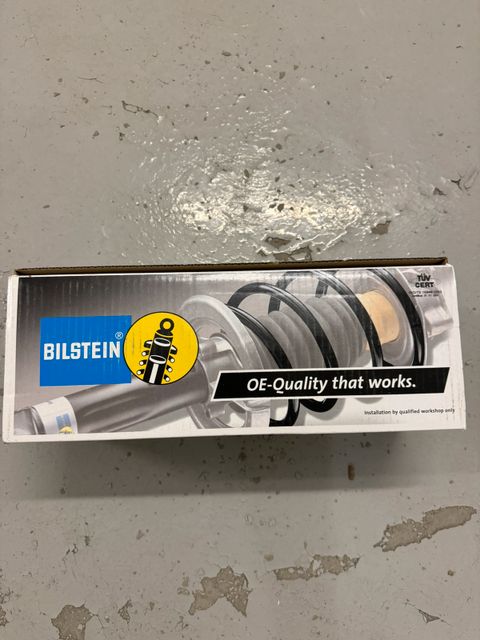 TÜV
CERT
BILSTEIN®
OE-Quality that works.
Installation by qualified workshop only